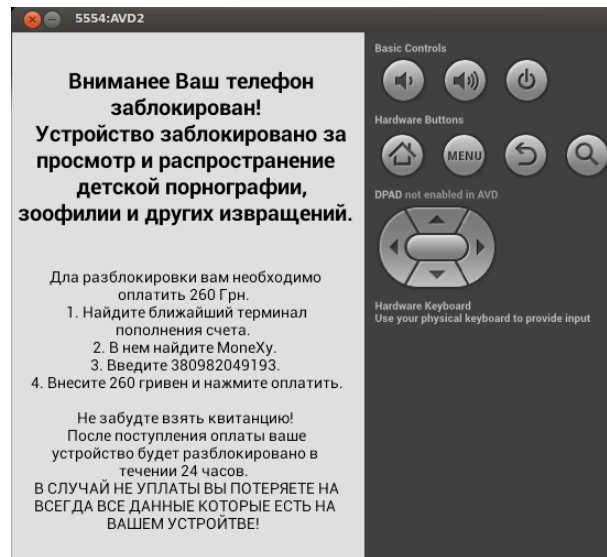 5554:AVD2
Вниманее Ваш телефон
заблокирован!
Устройство заблокировано за
просмотр и распространение
детской порнографии,
зоофилии и других извращений.
Дла разблокировки вам необходимо
оплатить 260 Грн.
1. Найдите ближайший терминал
пополнения счета.
2. В нем найдите MoneXy.
3. Введите 380982049193.
4. Внесите 260 гривен и нажмите оплатить.
Не забудте взять квитанцию!
После поступления оплаты ваше
устройство будет разблокировано в
течении 24 часов.
В СЛУЧАЙ НЕ УПЛАТЫ ВЫ ПОТЕРЯЕТЕ НА
ВСЕГДА ВСЕ ДАННЫЕ КОТОРЫЕ ЕСТЬ НА
ВАШЕМ УСТРОЙТВЕ!
Basic Controls
Hardware Buttons
MENU
DPAD not enabled in AVD
Hardware Keyboard
Use your physical keyboard to provide input